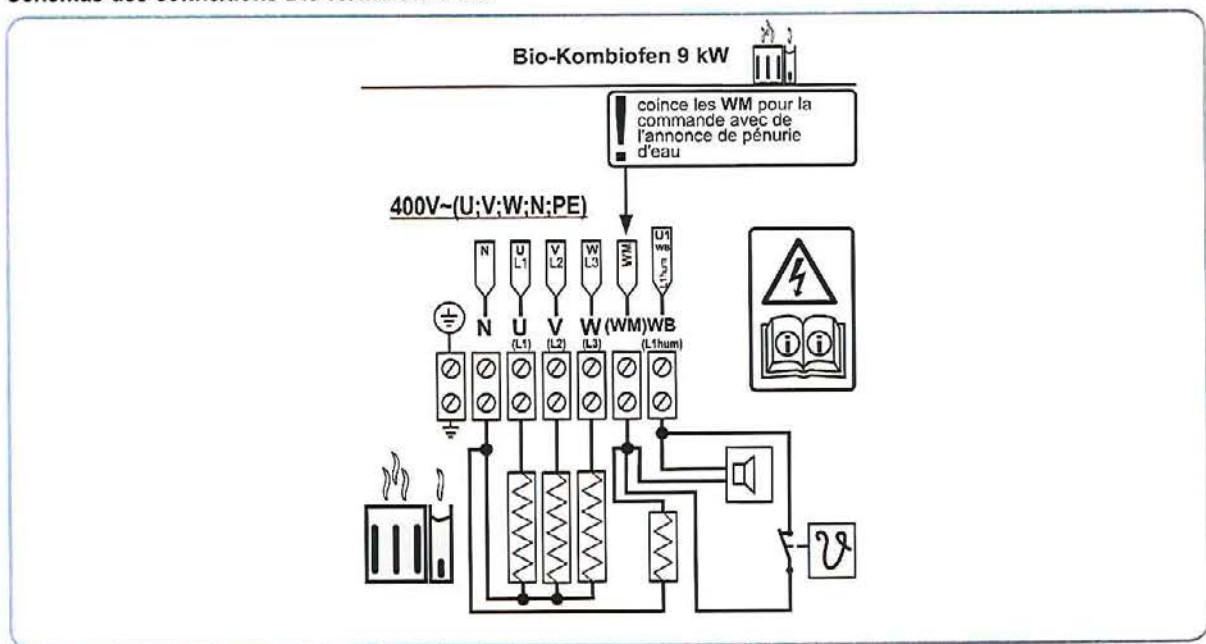 Bio-Kombiofen 9 kW
! coince les WM pour la
commande avec de
l'annonce de pénurie
d'eau
400V~(U;V;W;N;PE)
N
U
L1
V
L2
W
L3
WM
U1
WB
L1hum
N U V W (WM) WB
(L1) (L2) (L3) (L1hum)